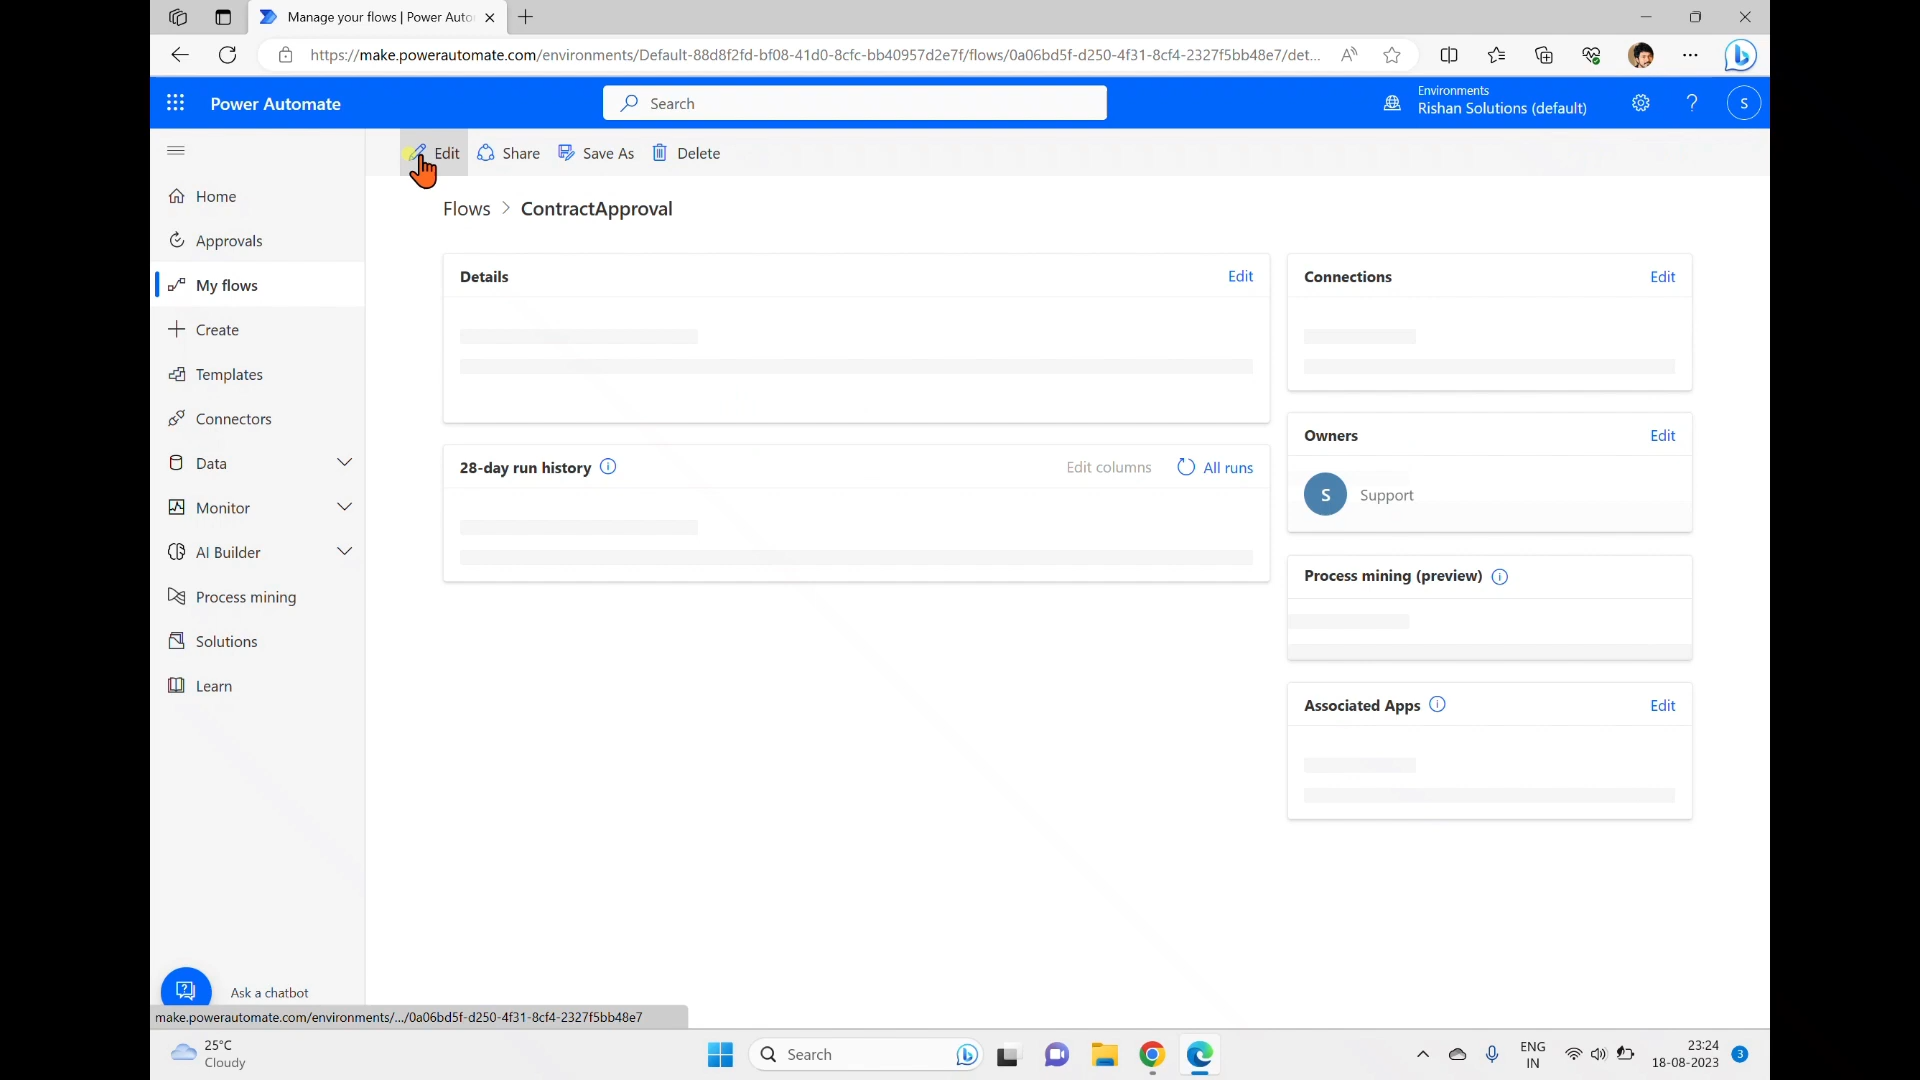 Manage your flows | Power Auto
https://make.powerautomate.com/environments/Default-88d8f2fd-bf08-41d0-8cfc-bb40957d2e7f/flows/0a06bd5f-d250-4f31-8cf4-2327f5bb48e7/det...
Power Automate
Search
Environments
Rishan Solutions (default)
?
S
Edit
Share
Save As
Delete
Home
Approvals
My flows
Create
Templates
Connectors
Data
Monitor
AI Builder
Process mining
Solutions
Learn
Ask a chatbot
Flows > ContractApproval
Details
Edit
28-day run history
Edit columns
All runs
Connections
Edit
Owners
Edit
S
Support
Process mining (preview)
Associated Apps
Edit
make.powerautomate.com/environments/.../0a06bd5f-d250-4f31-8cf4-2327f5bb48e7
25°C
Cloudy
Search
ENG
IN
23:24
18-08-2023
3